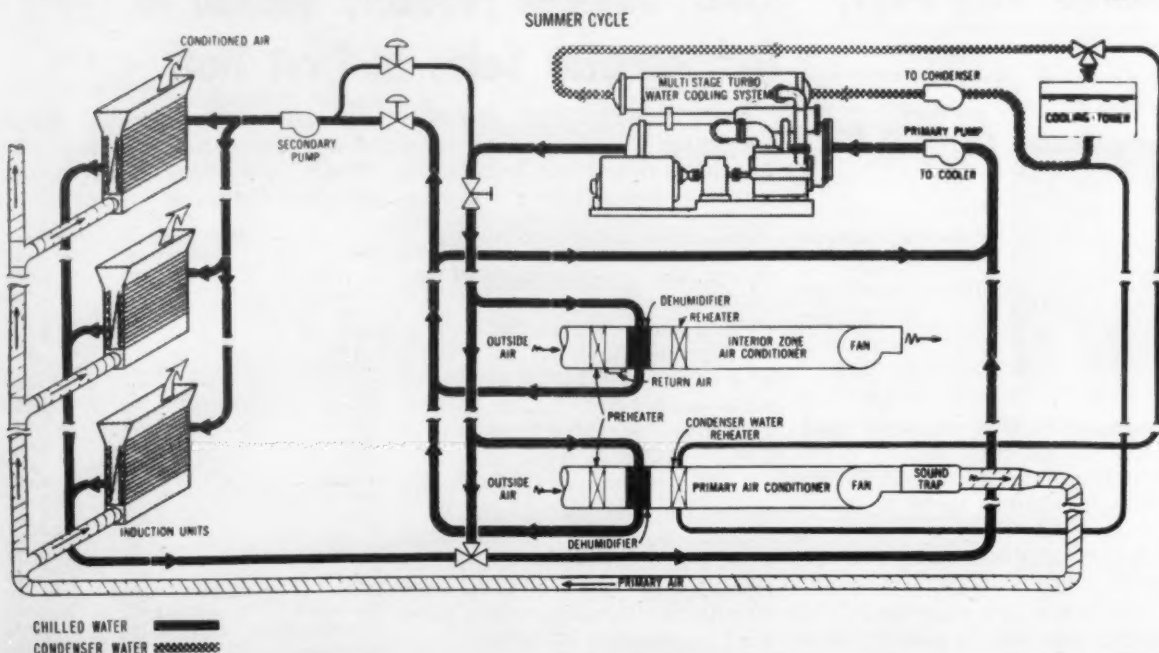 SUMMER CYCLE
CONDITIONED AIR
MULTI STAGE TURBO
WATER COOLING SYSTEM
TO CONDENSER
COOLING TOWER
SECONDARY
PUMP
PRIMARY PUMP
TO COOLER
DEHUMIDIFIER
REHEATER
OUTSIDE
AIR
INTERIOR ZONE
AIR CONDITIONER
FAN
RETURN AIR
PREHEATER
CONDENSER WATER
REHEATER
OUTSIDE
AIR
PRIMARY AIR CONDITIONER
FAN
SOUND
TRAP
INDUCTION UNITS
DEHUMIDIFIER
PRIMARY AIR
CHILLED WATER
CONDENSER WATER